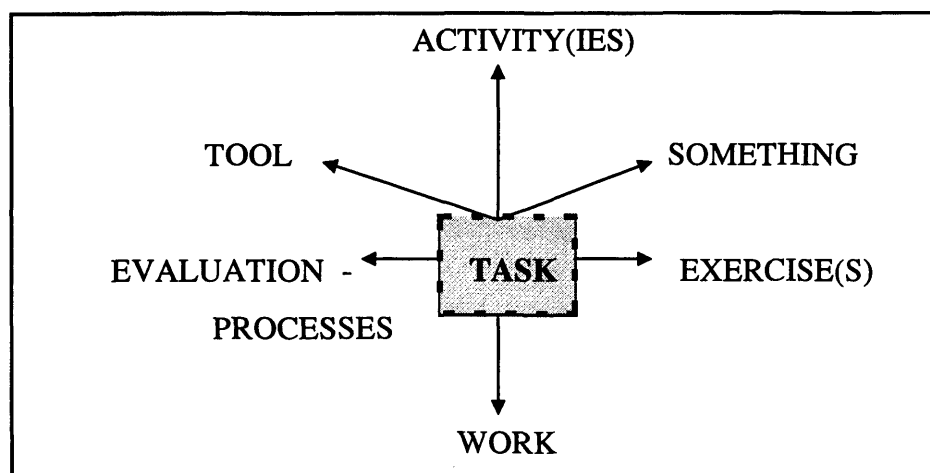 ACTIVITY(IES)
TOOL
SOMETHING
EVALUATION -
TASK
EXERCISE(S)
PROCESSES
WORK